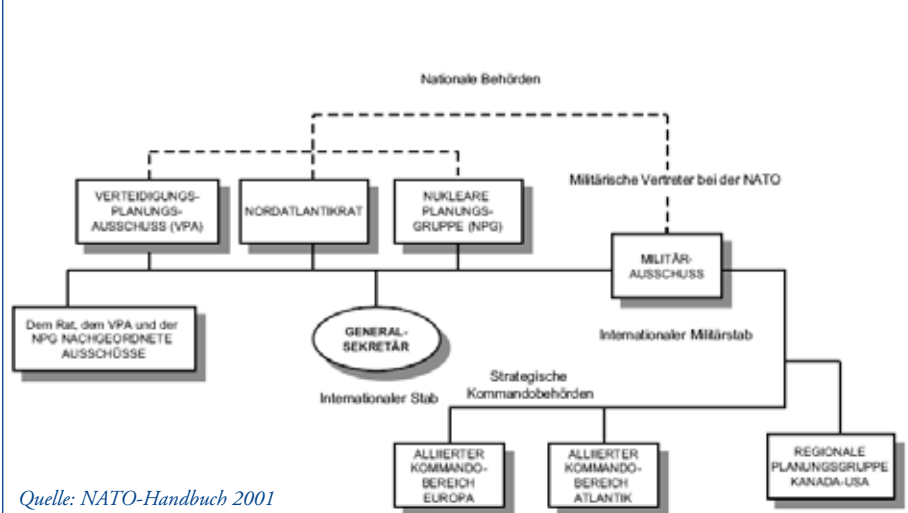 Nationale Behörden
VERTEIDIGUNGS-
PLANUNGS-
AUSSCHUSS (VPA)
NORDATLANTIKRAT
NUKLEARE
PLANUNGS-
GRUPPE (NPG)
Militärische Vertreter bei der NATO
MILITÄR-
AUSSCHUSS
Dem Rat, dem VPA und der
NPG NACHGEORDNETE
AUSSCHÜSSE
GENERAL-
SEKRETÄR
Internationaler Militärstab
Internationaler Stab
Strategische
Kommandobehörden
ALLIIERTER
KOMMANDO-
BEREICH
EUROPA
ALLIIERTER
KOMMANDO-
BEREICH
ATLANTIK
REGIONALE
PLANUNGSGRUPPE
KANADA-USA
Quelle: NATO-Handbuch 2001